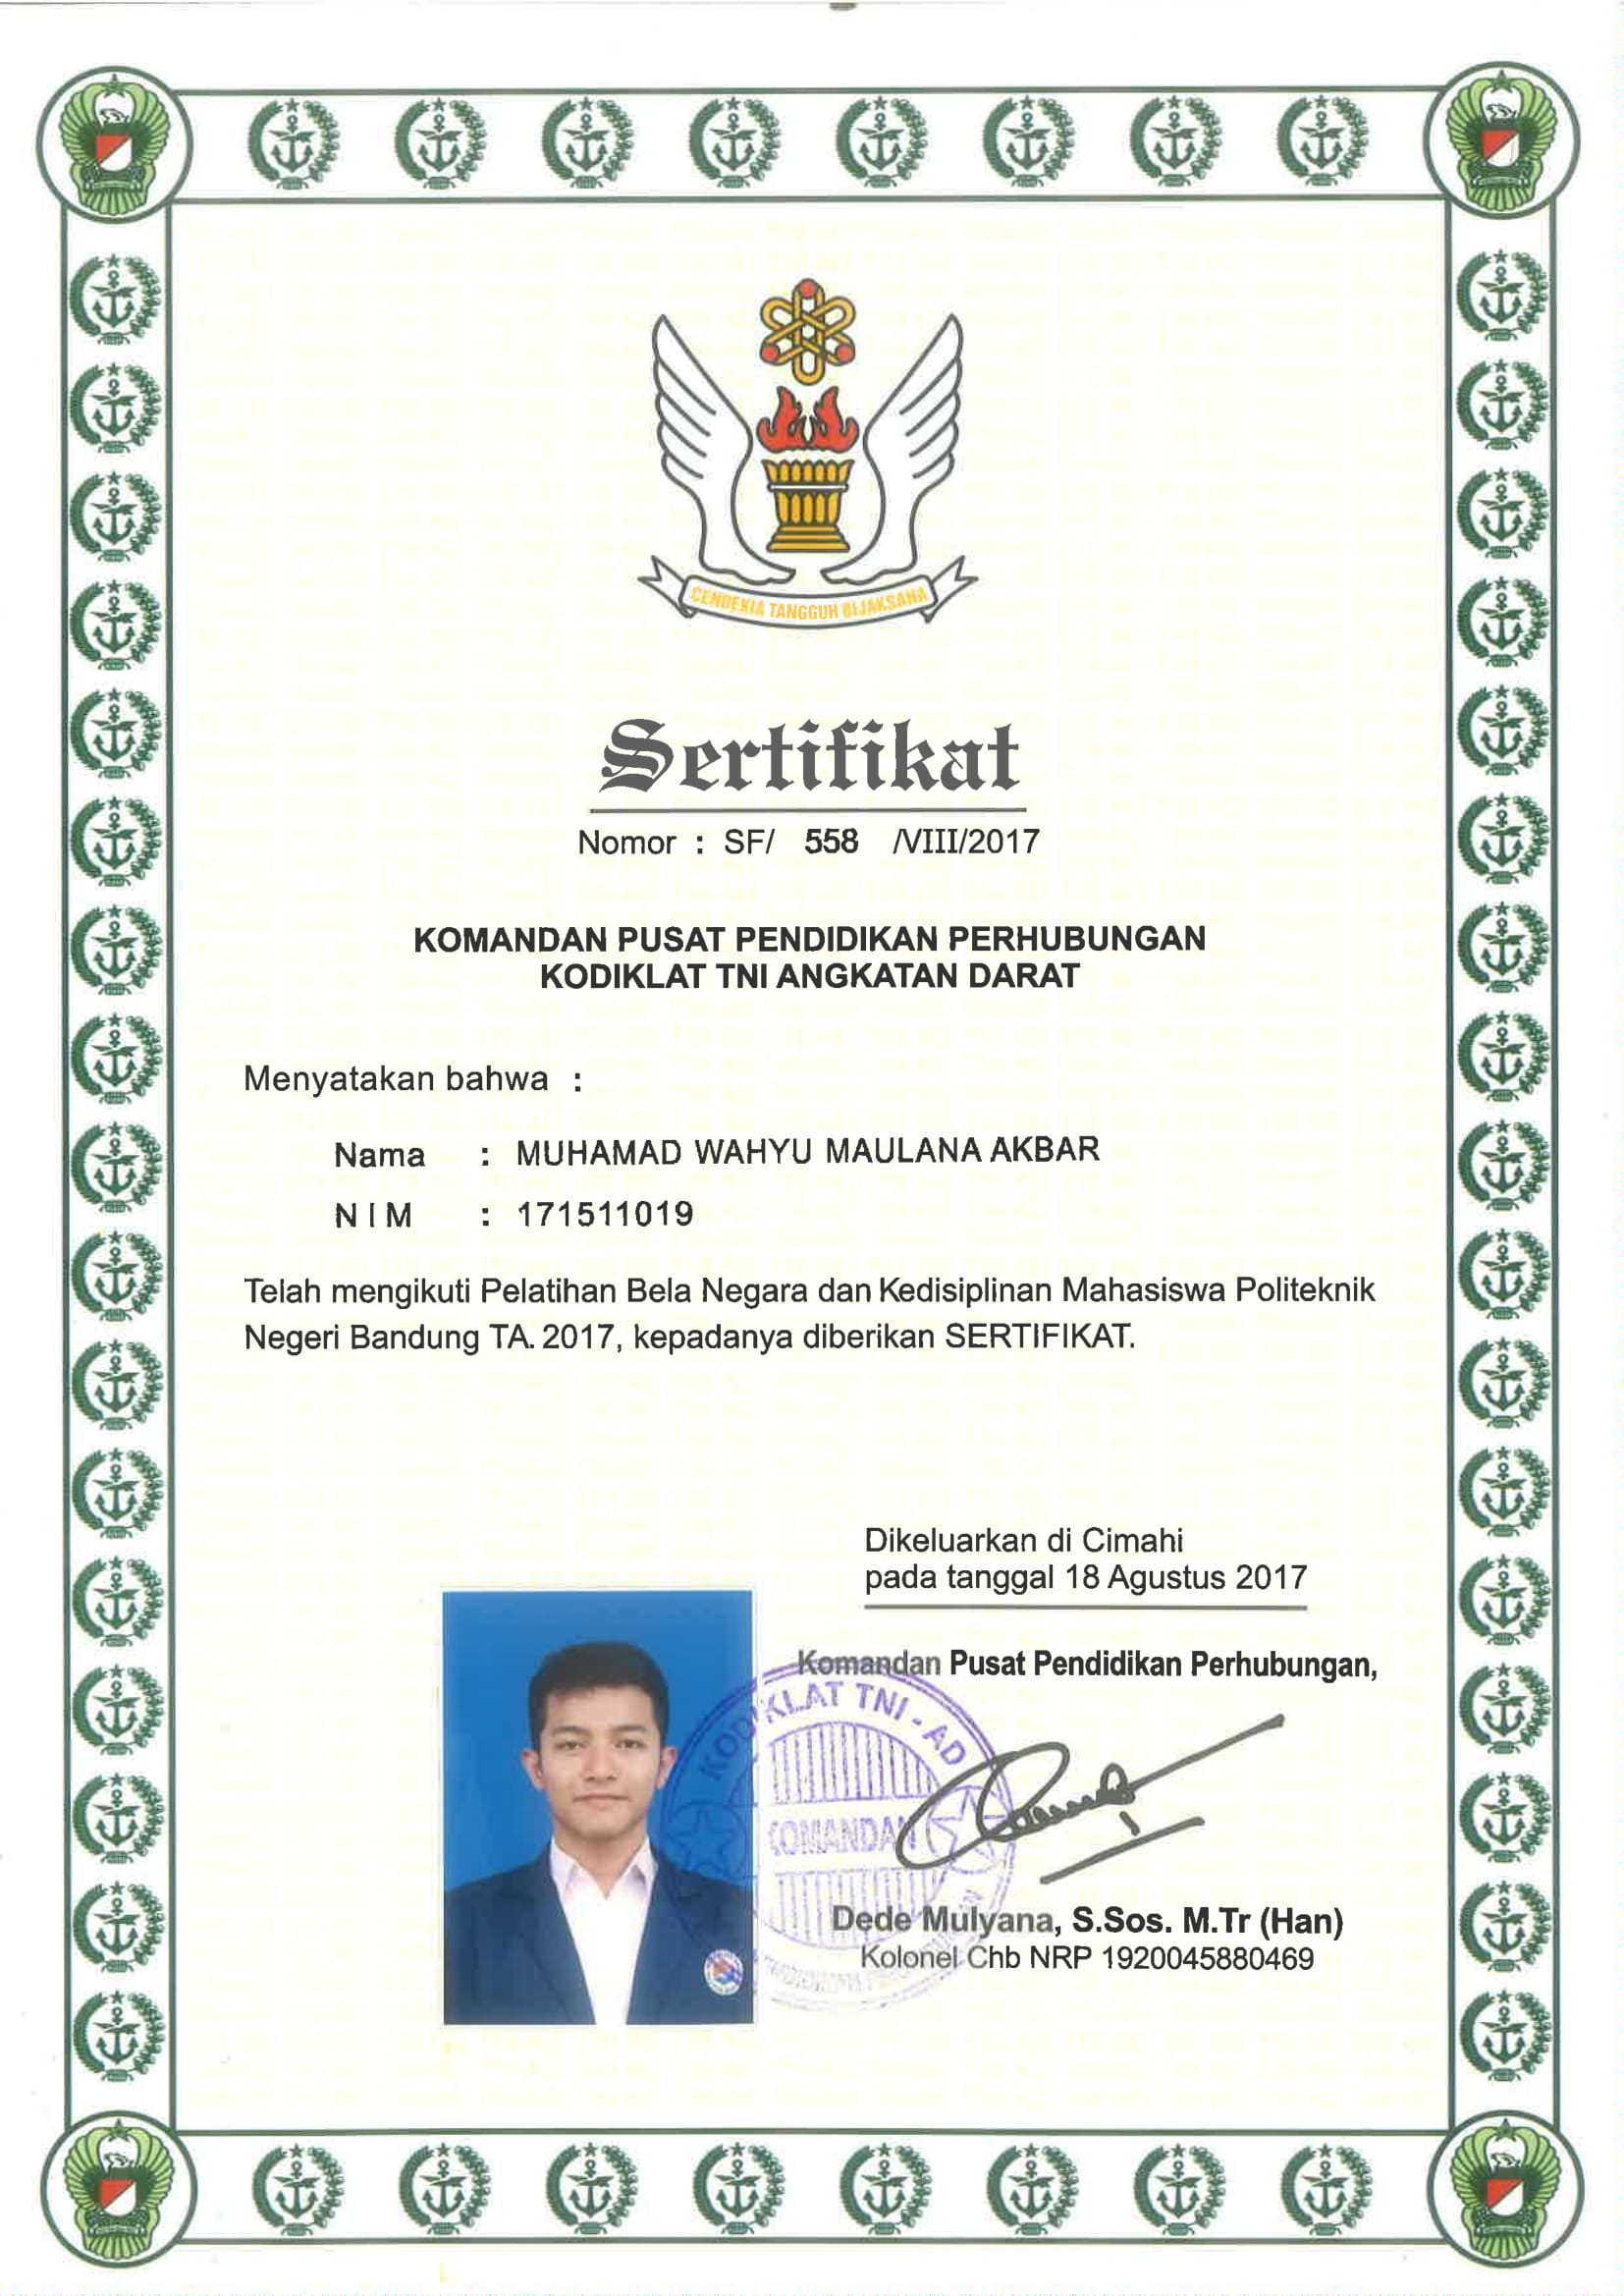 CENDEKIA TANGGUH BIJAKSANA
Sertifikat
Nomor : SF/ 558 /VIII/2017
KOMANDAN PUSAT PENDIDIKAN PERHUBUNGAN
KODIKLAT TNI ANGKATAN DARAT
Menyatakan bahwa :
Nama : MUHAMAD WAHYU MAULANA AKBAR
NIM : 171511019
Telah mengikuti Pelatihan Bela Negara dan Kedisiplinan Mahasiswa Politeknik
Negeri Bandung TA. 2017, kepadanya diberikan SERTIFIKAT.
Dikeluarkan di Cimahi
pada tanggal 18 Agustus 2017
Komandan Pusat Pendidikan Perhubungan,
KODIKLAT TNI - AD
KOMANDAN
Dede Mulyana, S.Sos. M.Tr (Han)
Kolonel Chb NRP 1920045880469